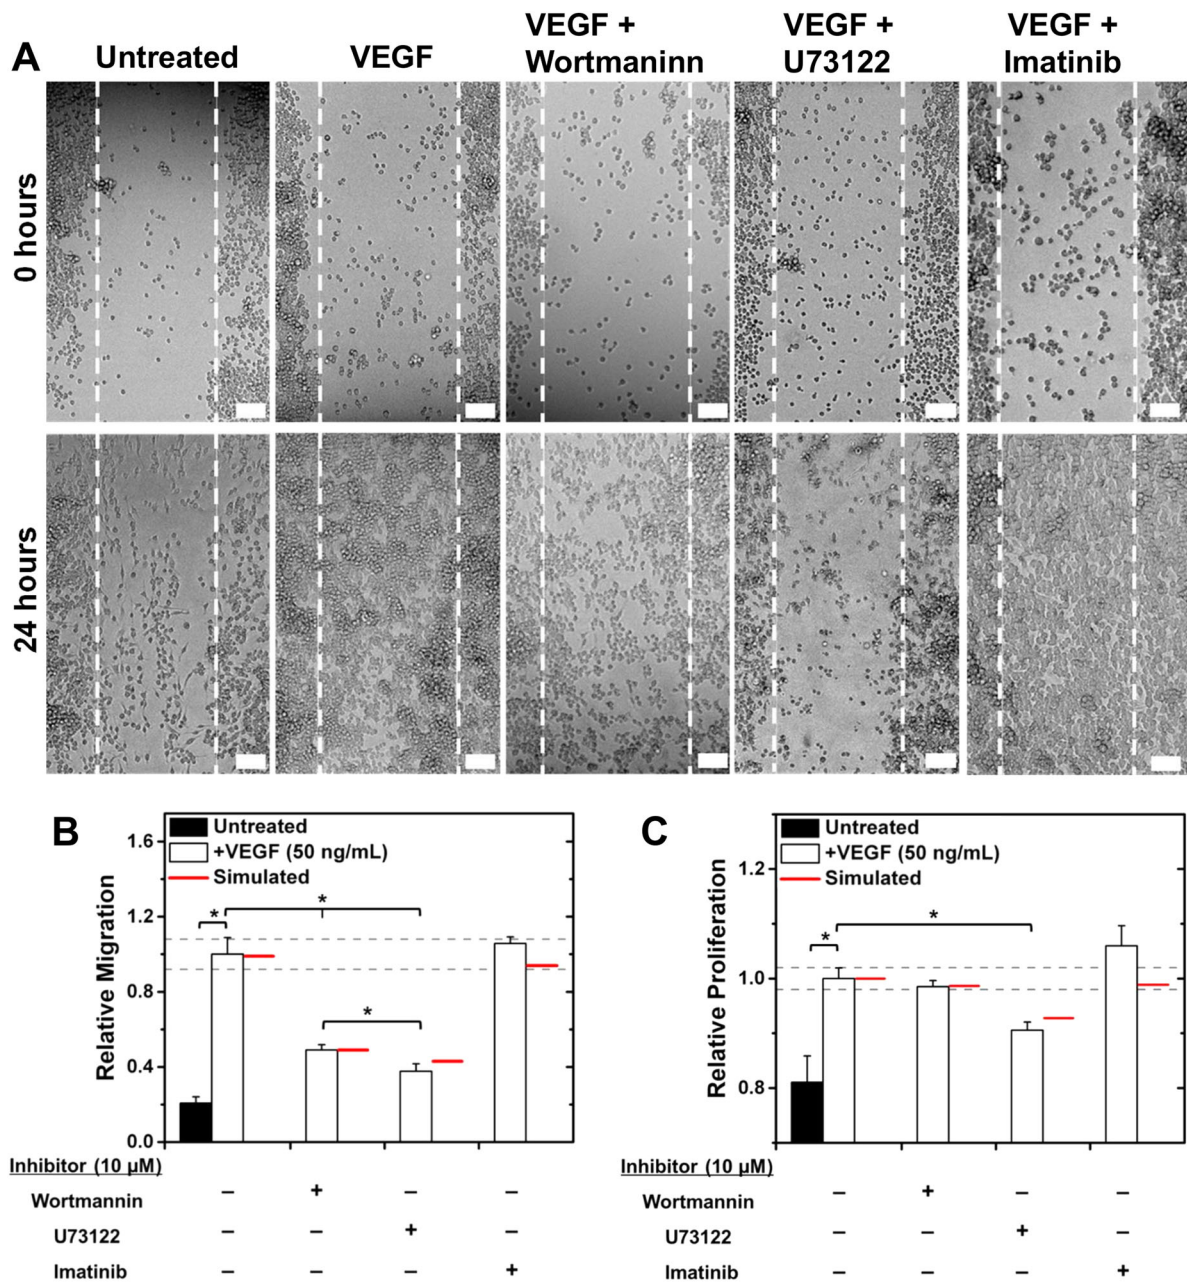 A
Untreated
VEGF
VEGF +
Wortmaninn
VEGF +
U73122
VEGF +
Imatinib
0 hours
24 hours
B
Untreated
+VEGF (50 ng/mL)
Simulated
*
*
*
Relative Migration
1.6
1.2
0.8
0.4
0.0
Inhibitor (10 µM)
Wortmannin – + – –
U73122 – – + –
Imatinib – – – +
C
Untreated
+VEGF (50 ng/mL)
Simulated
*
*
Relative Proliferation
1.2
1.0
0.8
Inhibitor (10 µM)
Wortmannin – + – –
U73122 – – + –
Imatinib – – – +